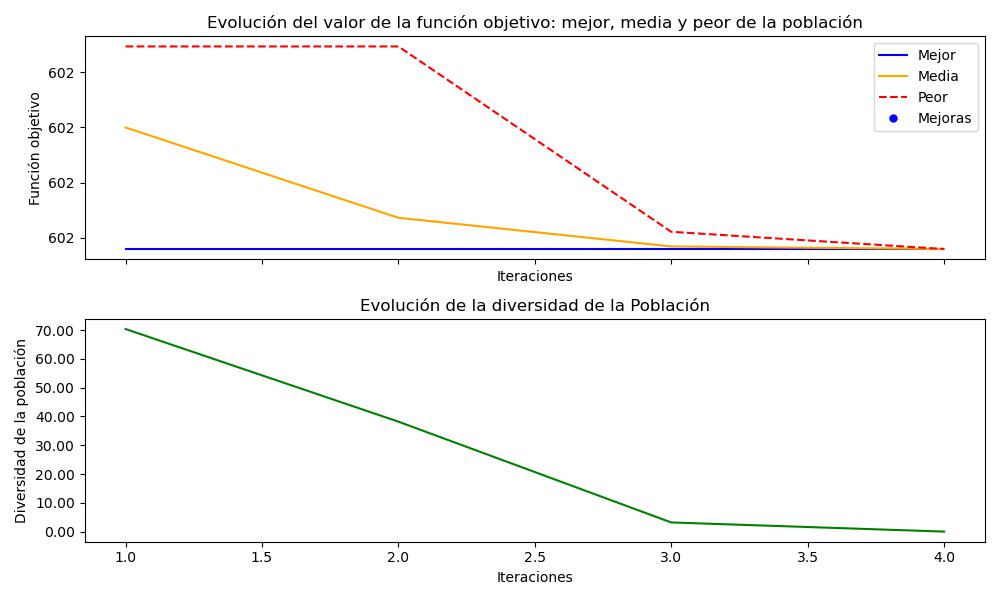 Evolución del valor de la función objetivo: mejor, media y peor de la población
Función objetivo
602
602
602
602
Mejor
Media
Peor
Mejoras
Iteraciones
Evolución de la diversidad de la Población
Diversidad de la población
70.00
60.00
50.00
40.00
30.00
20.00
10.00
0.00
1.0 1.5 2.0 2.5 3.0 3.5 4.0
Iteraciones